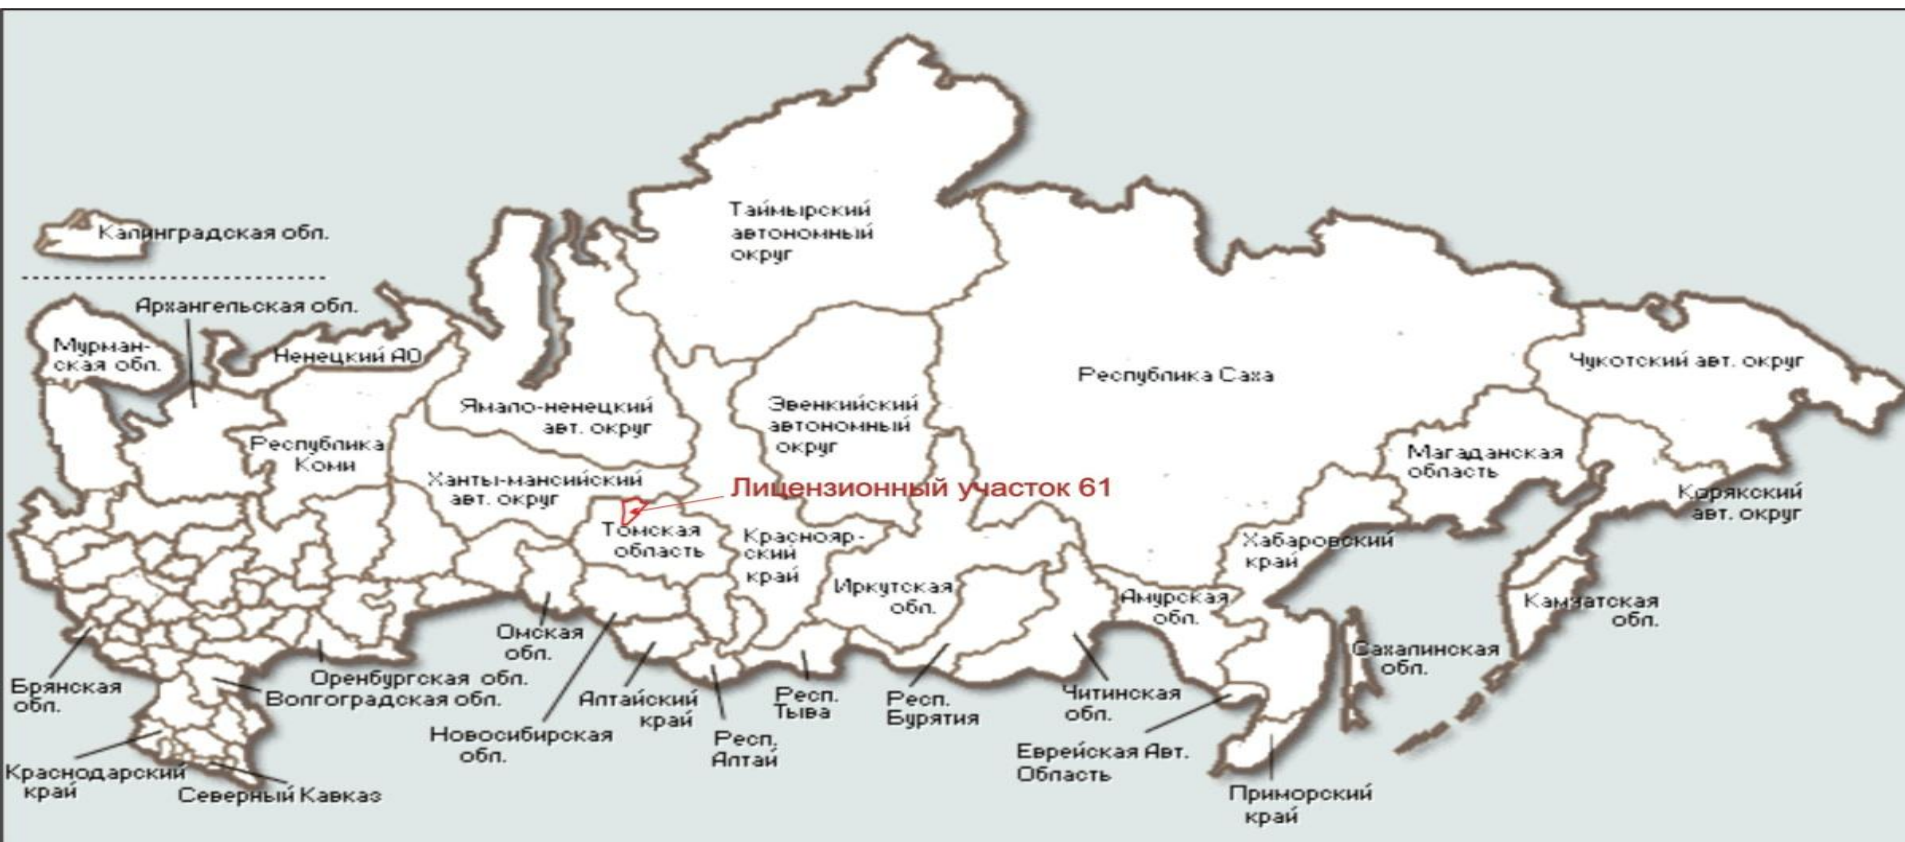 Таймырский
автономный
округ
Калинградская обл.
Архангельская обл.
Мурман-
ская обл.
Ненецкий АО
Чукотский авт. округ
Республика Саха
Ямало-ненецкий
авт. округ
Эвенкийский
автономный
округ
Республика
Коми
Магаданская
область
Ханты-мансийский
авт. округ
Лицензионный участок 61
Корякский
авт. округ
Томская
область
Краснояр-
ский
край
Хабаровский
край
Иркутская
обл.
Амурская
обл.
Камчатская
обл.
Омская
обл.
Сахалинская
обл.
Брянская
обл.
Оренбургская обл.
Волгоградская обл.
Алтайский
край
Респ.
Тыва
Респ.
Бурятия
Читинская
обл.
Новосибирская
обл.
Респ.
Алтай
Еврейская Авт.
Область
Краснодарский
край
Северный Кавказ
Приморский
край